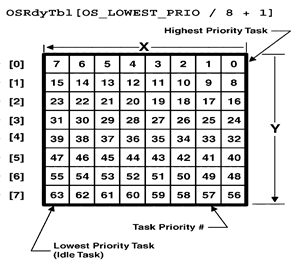 OSRdyTbl[OS_LOWEST_PRIO / 8 + 1]
Highest Priority Task
X
[0] 7 6 5 4 3 2 1 0
[1] 15 14 13 12 11 10 9 8
[2] 23 22 21 20 19 18 17 16
[3] 31 30 29 28 27 26 25 24
[4] 39 38 37 36 35 34 33 32
[5] 47 46 45 44 43 42 41 40
[6] 55 54 53 52 51 50 49 48
[7] 63 62 61 60 59 58 57 56
Y
Task Priority #
Lowest Priority Task
(Idle Task)